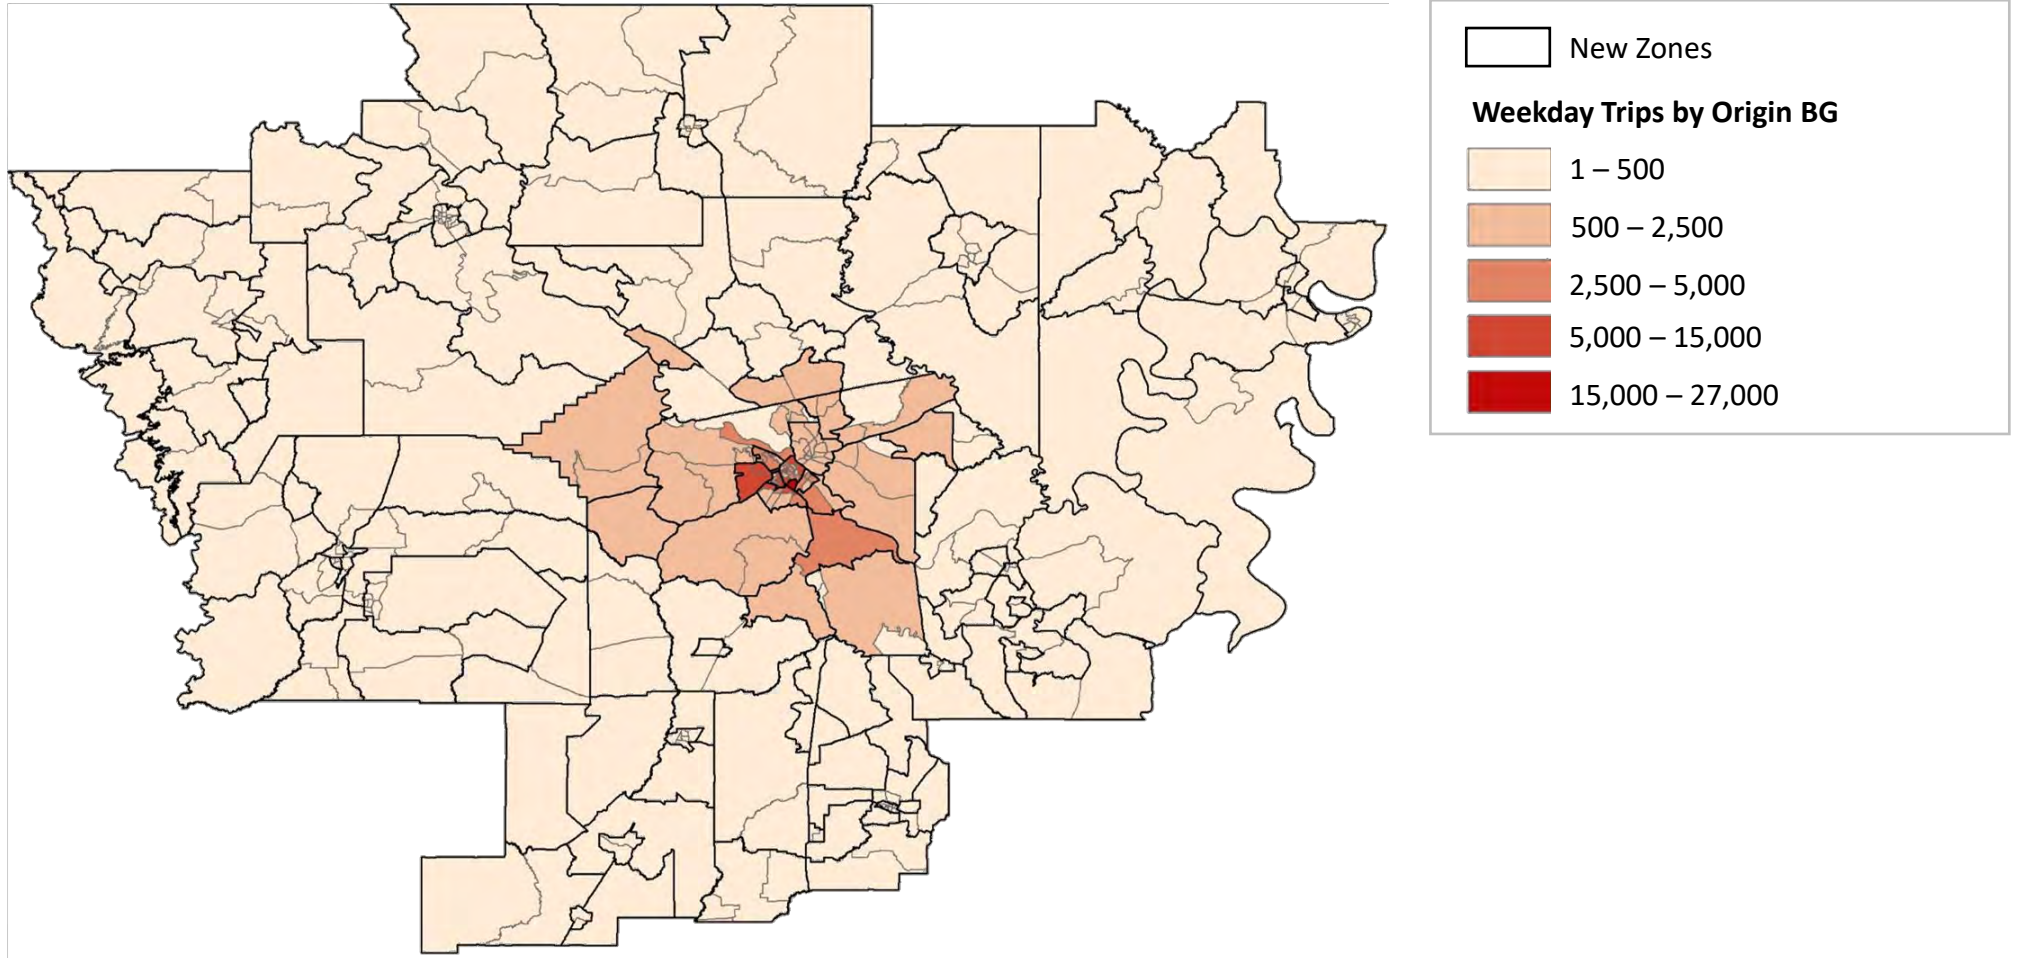 New Zones
Weekday Trips by Origin BG
1 – 500
500 – 2,500
2,500 – 5,000
5,000 – 15,000
15,000 – 27,000